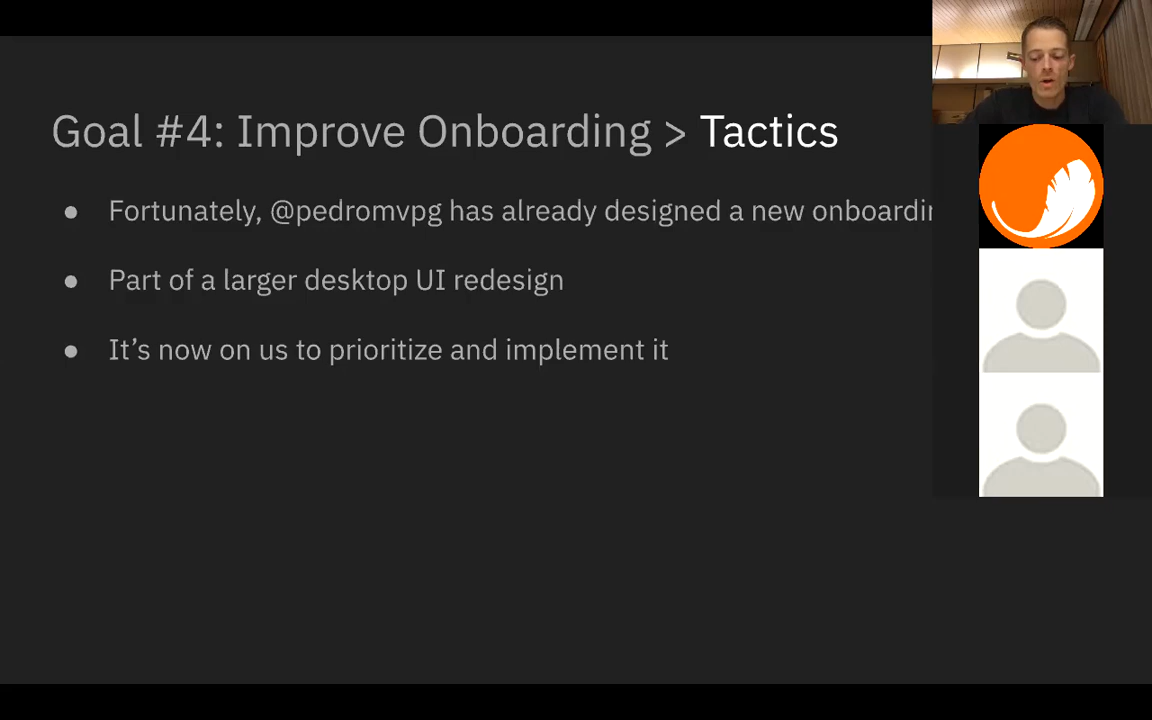 Goal #4: Improve Onboarding > Tactics
● Fortunately, @pedromvpg has already designed a new
● Part of a larger desktop UI redesign
● It’s now on us to prioritize and implement it